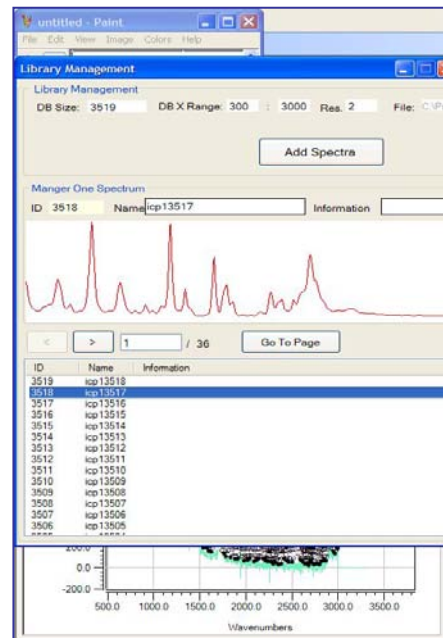 untitled - Paint
File Edit View Image Colors Help
Library Management
Library Management
DB Size: 3519 DB X Range: 300 : 3000 Res. 2 File:
Add Spectra
Manger One Spectrum
ID 3518 Name icp13517 Information
< > 1 / 36 Go To Page
ID Name Information
3519 icp13518
3518 icp13517
3517 icp13516
3516 icp13515
3515 icp13514
3514 icp13513
3513 icp13512
3512 icp13511
3511 icp13510
3510 icp13509
3509 icp13508
3508 icp13507
3507 icp13506
3506 icp13505
200.0
0.0
-200.0
500.0 1000.0 1500.0 2000.0 2500.0 3000.0 3500.0
Wavenumbers